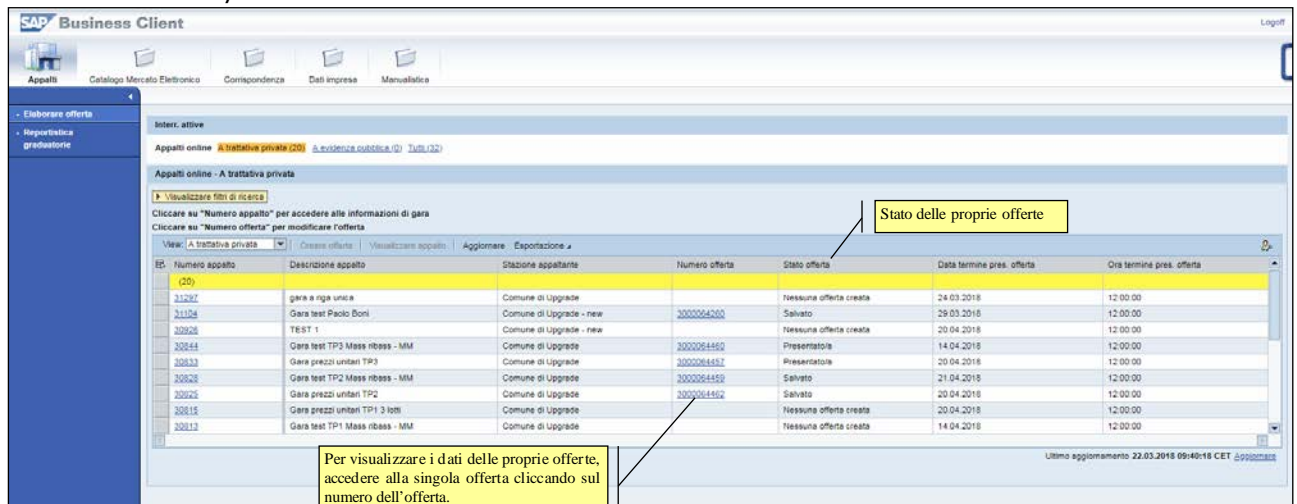 SAP Business Client
Logoff
Appalti
Catalogo Mercato Elettronico
Corrispondenza
Dati impresa
Manualistica
Elaborare offerta
Reportistica
graduatorie
Interr. attive
Appalti online A trattativa privata (20) A evidenza pubblica (0) Tutti (32)
Appalti online - A trattativa privata
Visualizzare filtri di ricerca
Cliccare su "Numero appalto" per accedere alle informazioni di gara
Cliccare su "Numero offerta" per modificare l'offerta
Stato delle proprie offerte
View: A trattativa privata Creare offerta Visualizzare appalto Aggiornare Esportazione
Numero appalto Descrizione appalto Stazione appaltante Numero offerta Stato offerta Data termine pres. offerta Ora termine pres. offerta
(20)
31297 gara a riga unica Comune di Upgrade Nessuna offerta creata 24.03.2018 12:00:00
31104 Gara test Paolo Boni Comune di Upgrade - new 3000064260 Salvato 29.03.2018 12:00:00
30926 TEST 1 Comune di Upgrade - new Nessuna offerta creata 20.04.2018 12:00:00
30844 Gara test TP3 Mass ribass - MM Comune di Upgrade 3000064460 Presentato/a 14.04.2018 12:00:00
30833 Gara prezzi unitari TP3 Comune di Upgrade 3000064457 Presentato/a 20.04.2018 12:00:00
30828 Gara test TP2 Mass ribass - MM Comune di Upgrade 3000064459 Salvato 21.04.2018 12:00:00
30825 Gara prezzi unitari TP2 Comune di Upgrade 3000064462 Salvato 20.04.2018 12:00:00
30815 Gara prezzi unitari TP1 3 lotti Comune di Upgrade Nessuna offerta creata 20.04.2018 12:00:00
30812 Gara test TP1 Mass ribass - MM Comune di Upgrade Nessuna offerta creata 14.04.2018 12:00:00
Ultimo aggiornamento 22.03.2018 09:40:18 CET Aggiornare
Per visualizzare i dati delle proprie offerte,
accedere alla singola offerta cliccando sul
numero dell'offerta.